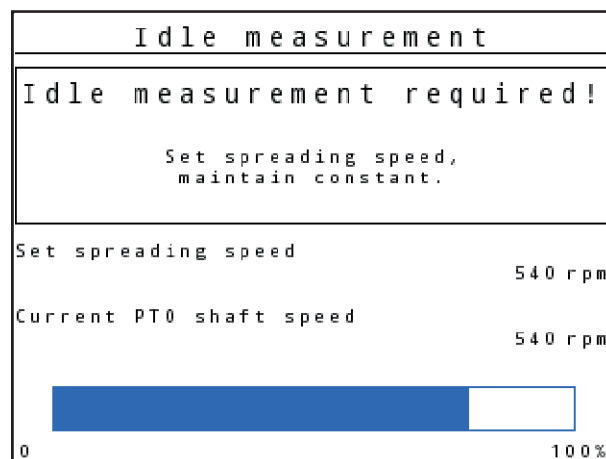 Idle measurement
Idle measurement required!
Set spreading speed,
maintain constant.
Set spreading speed
540 rpm
Current PTO shaft speed
540 rpm
0 100%